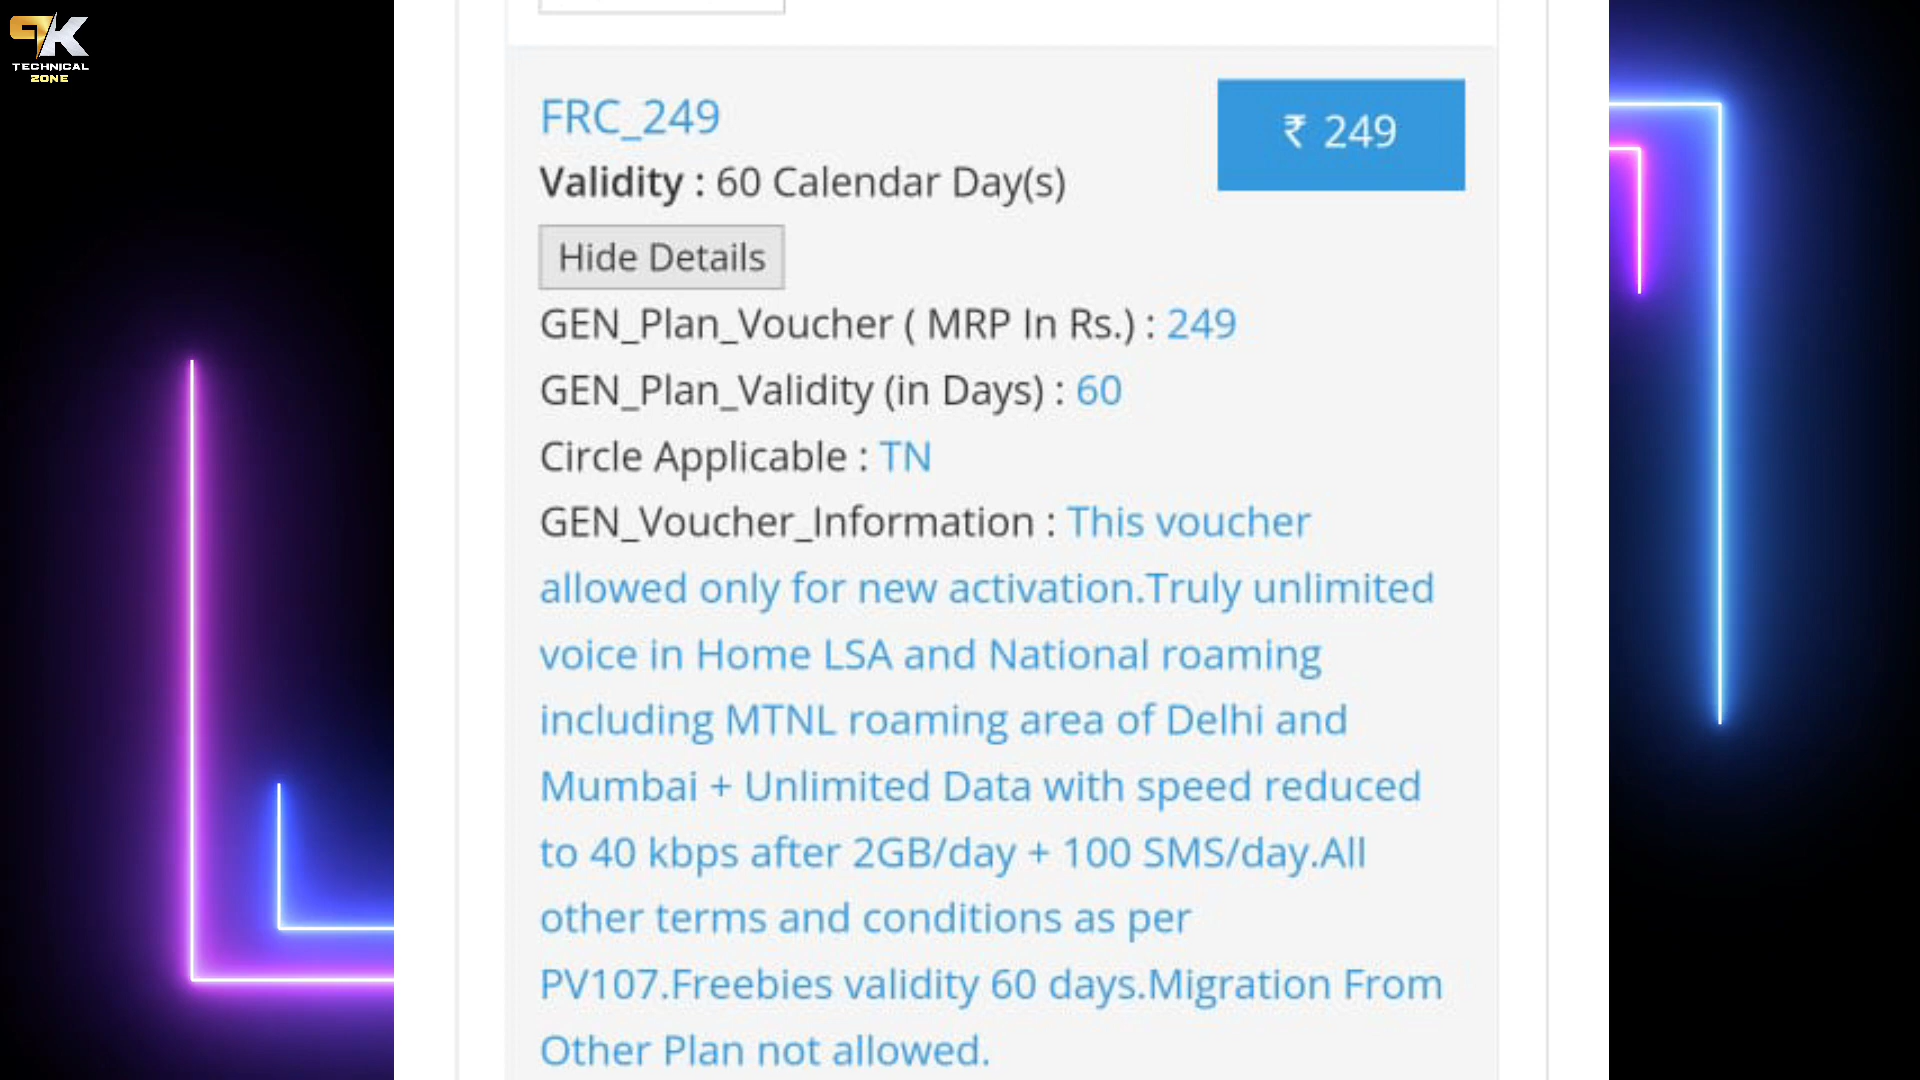 PK
TECHNICAL
ZONE
FRC_249
₹ 249
Validity : 60 Calendar Day(s)
Hide Details
GEN_Plan_Voucher ( MRP In Rs.) : 249
GEN_Plan_Validity (in Days) : 60
Circle Applicable : TN
GEN_Voucher_Information : This voucher
allowed only for new activation.Truly unlimited
voice in Home LSA and National roaming
including MTNL roaming area of Delhi and
Mumbai + Unlimited Data with speed reduced
to 40 kbps after 2GB/day + 100 SMS/day.All
other terms and conditions as per
PV107.Freebies validity 60 days.Migration From
Other Plan not allowed.